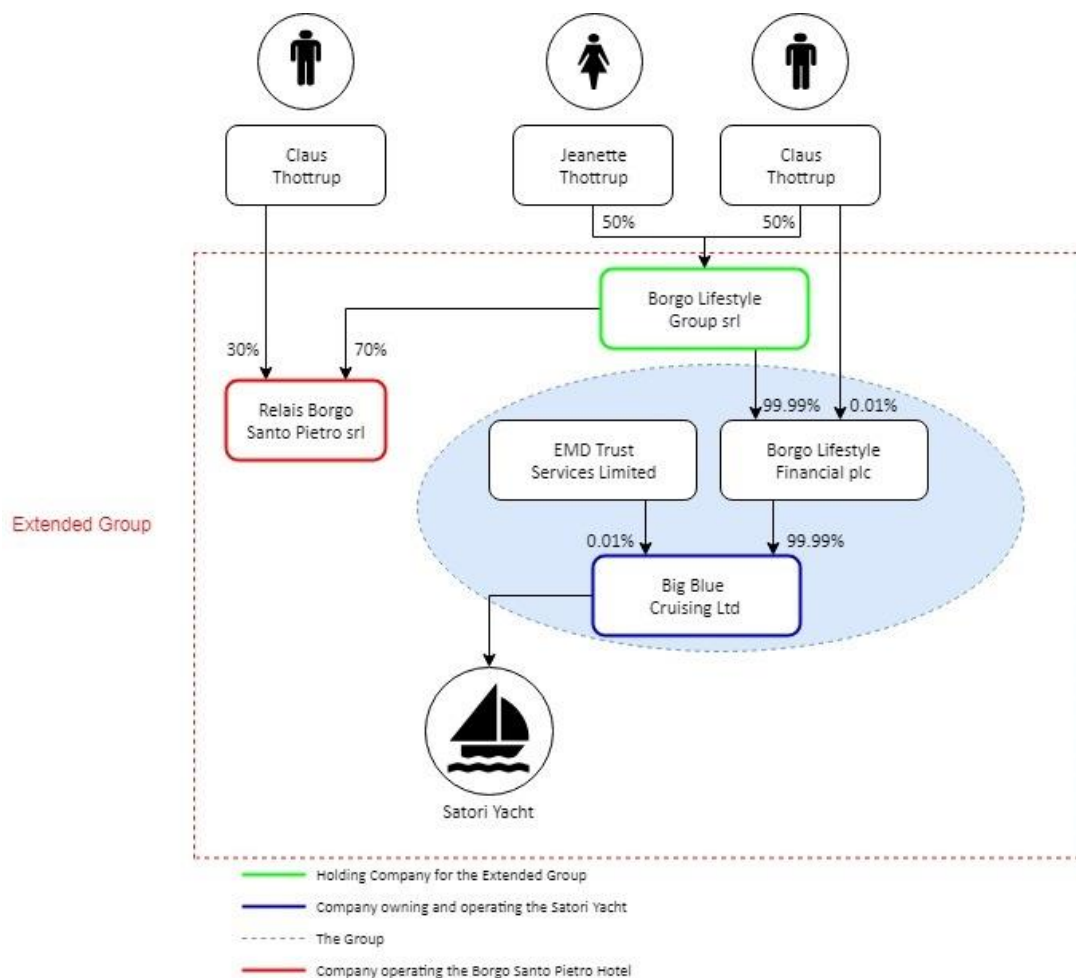 Claus
Thottrup
Jeanette
Thottrup
Claus
Thottrup
50%
50%
Borgo Lifestyle
Group srl
30%
70%
Relais Borgo
Santo Pietro srl
99.99%
0.01%
EMD Trust
Services Limited
Borgo Lifestyle
Financial plc
Extended Group
0.01%
99.99%
Big Blue
Cruising Ltd
Satori Yacht
Holding Company for the Extended Group
Company owning and operating the Satori Yacht
The Group
Company operating the Borgo Santo Pietro Hotel